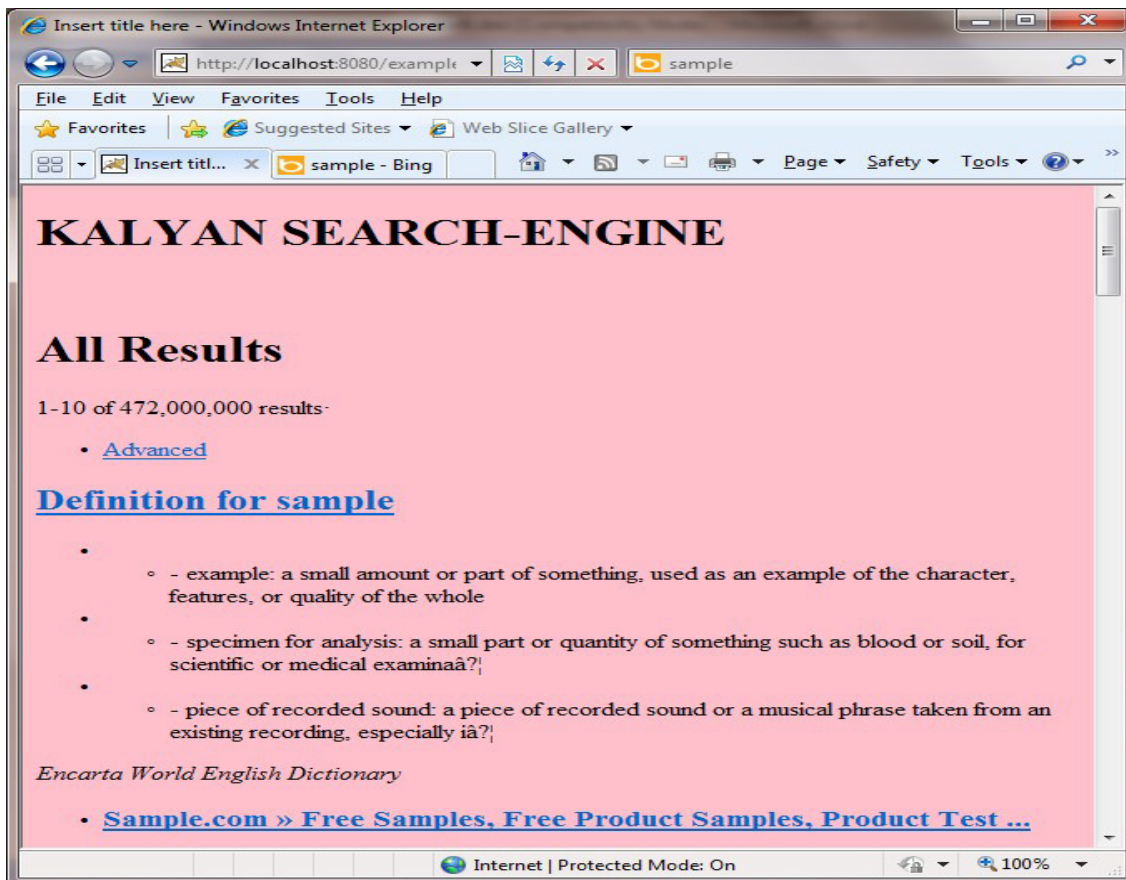 Insert title here - Windows Internet Explorer
http://localhost:8080/example
sample
File Edit View Favorites Tools Help
Favorites Suggested Sites Web Slice Gallery
Insert titl... sample - Bing Page Safety Tools
KALYAN SEARCH-ENGINE
All Results
1-10 of 472,000,000 results·
• Advanced
Definition for sample
- example: a small amount or part of something, used as an example of the character,
features, or quality of the whole
- specimen for analysis: a small part or quantity of something such as blood or soil, for
scientific or medical examinaâ?¦
- piece of recorded sound: a piece of recorded sound or a musical phrase taken from an
existing recording, especially iâ?¦
Encarta World English Dictionary
• Sample.com » Free Samples, Free Product Samples, Product Test ...
Internet | Protected Mode: On 100%